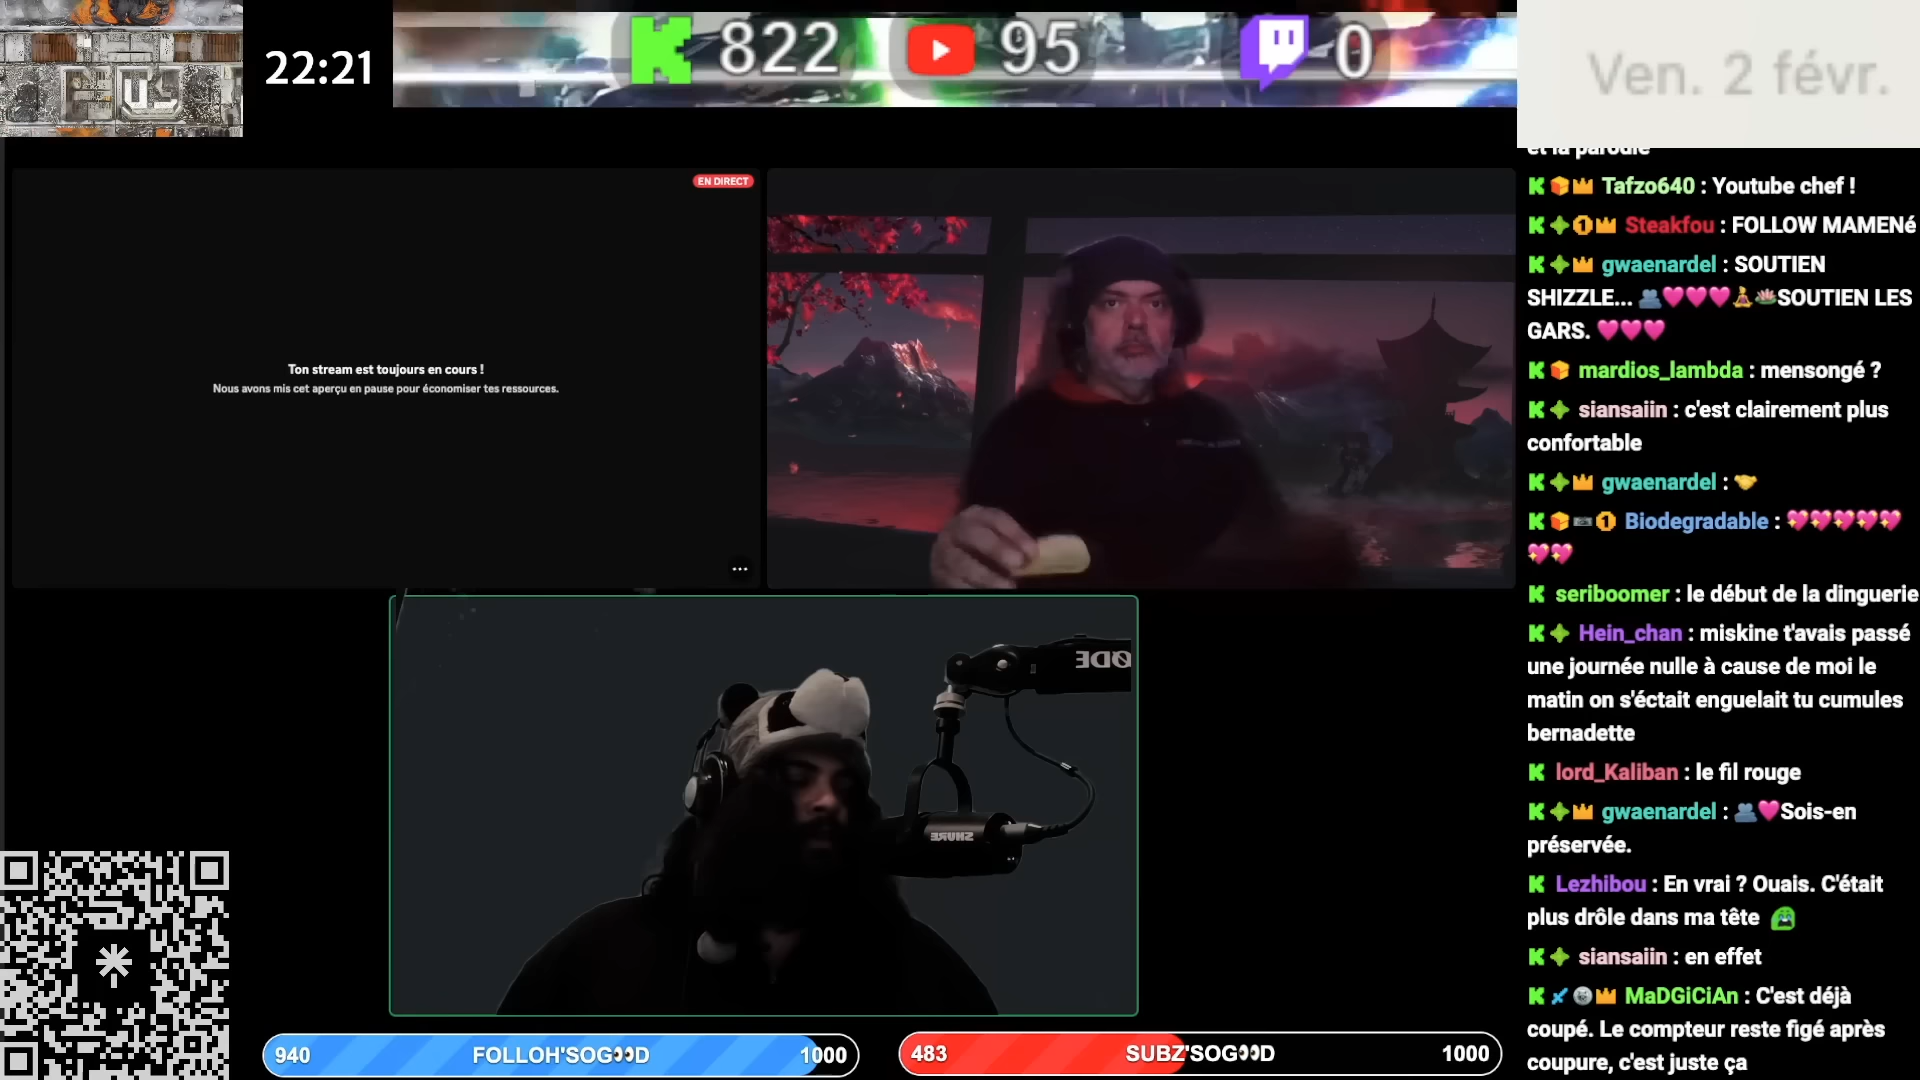 22:21
822
95
0
Ven. 2 févr.
EN DIRECT
Ton stream est toujours en cours !
Nous avons mis cet aperçu en pause pour économiser tes ressources.
RØDE
SHURE
940
FOLLOH'SOG👀D
1000
483
SUBZ'SOG👀D
1000
et la parodie
Tafzo640 : Youtube chef !
Steakfou : FOLLOW MAMENé
gwaenardel : SOUTIEN
SHIZZLE... 👥💗💗💗🧘🪷SOUTIEN LES
GARS. 💗💗💗
mardios_lambda : mensongé ?
siansaiin : c'est clairement plus
confortable
gwaenardel : 🤝
Biodegradable : 💖💖💖💖💖
💖💖
seriboomer : le début de la dinguerie
Hein_chan : miskine t'avais passé
une journée nulle à cause de moi le
matin on s'éctait enguelait tu cumules
bernadette
lord_Kaliban : le fil rouge
gwaenardel : 👥💗Sois-en
préservée.
Lezhibou : En vrai ? Ouais. C'était
plus drôle dans ma tête
siansaiin : en effet
MaDGiCiAn : C'est déjà
coupé. Le compteur reste figé après
coupure, c'est juste ça